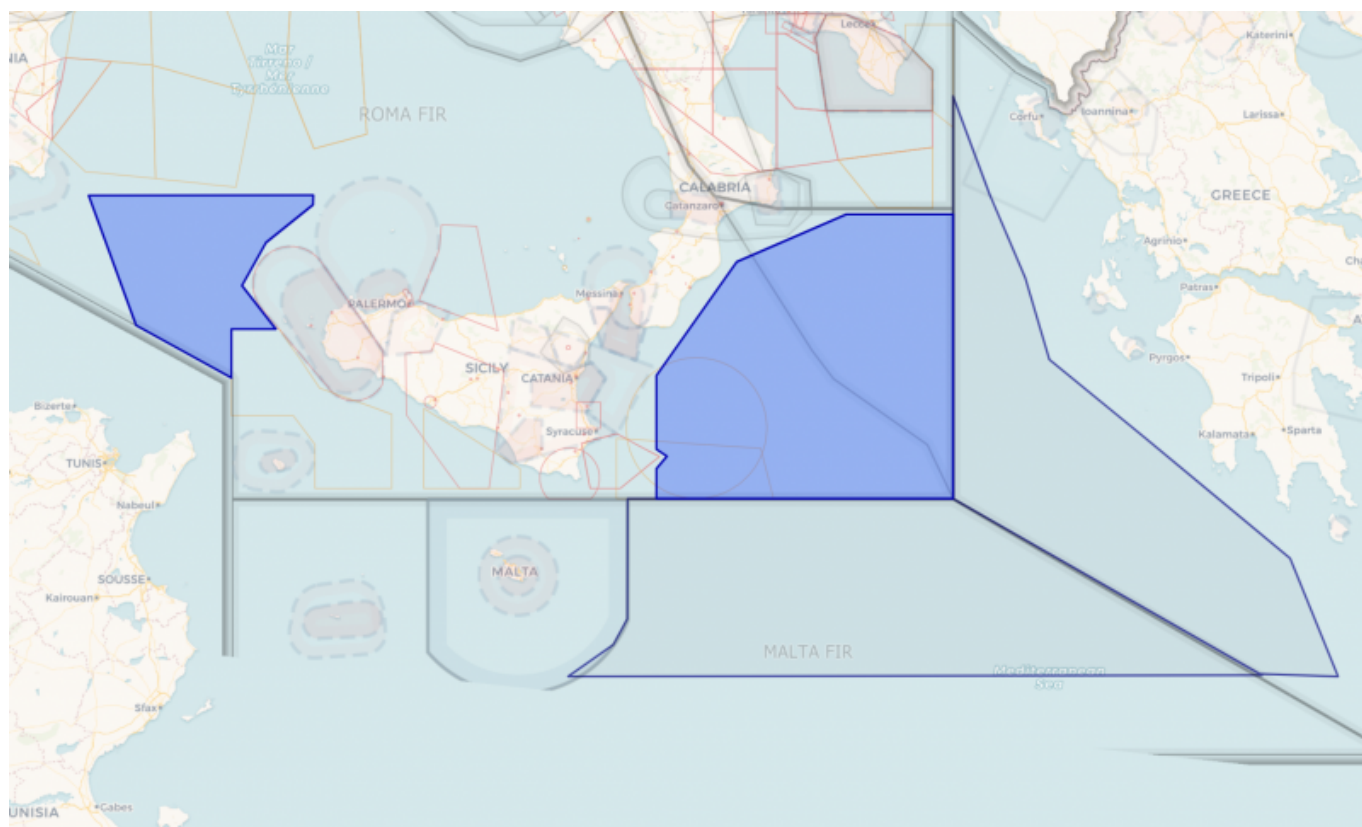 Lecce
Katerini
NIA
Mar
Tirreno /
Mer
Tyrrhénienne
ROMA FIR
Corfu
Ioannina
Larissa
CALABRIA
Catanzaro
GREECE
Agrinio
Patras
Messina
PALERMO
Pyrgos
SICILY
CATANIA
Tripoli
Bizerte
Syracuse
Kalamata
Sparta
TUNIS
Nabeul
MALTA
SOUSSE
Kairouan
MALTA FIR
Mediterranean
Sea
Sfax
Gabes
UNISIA